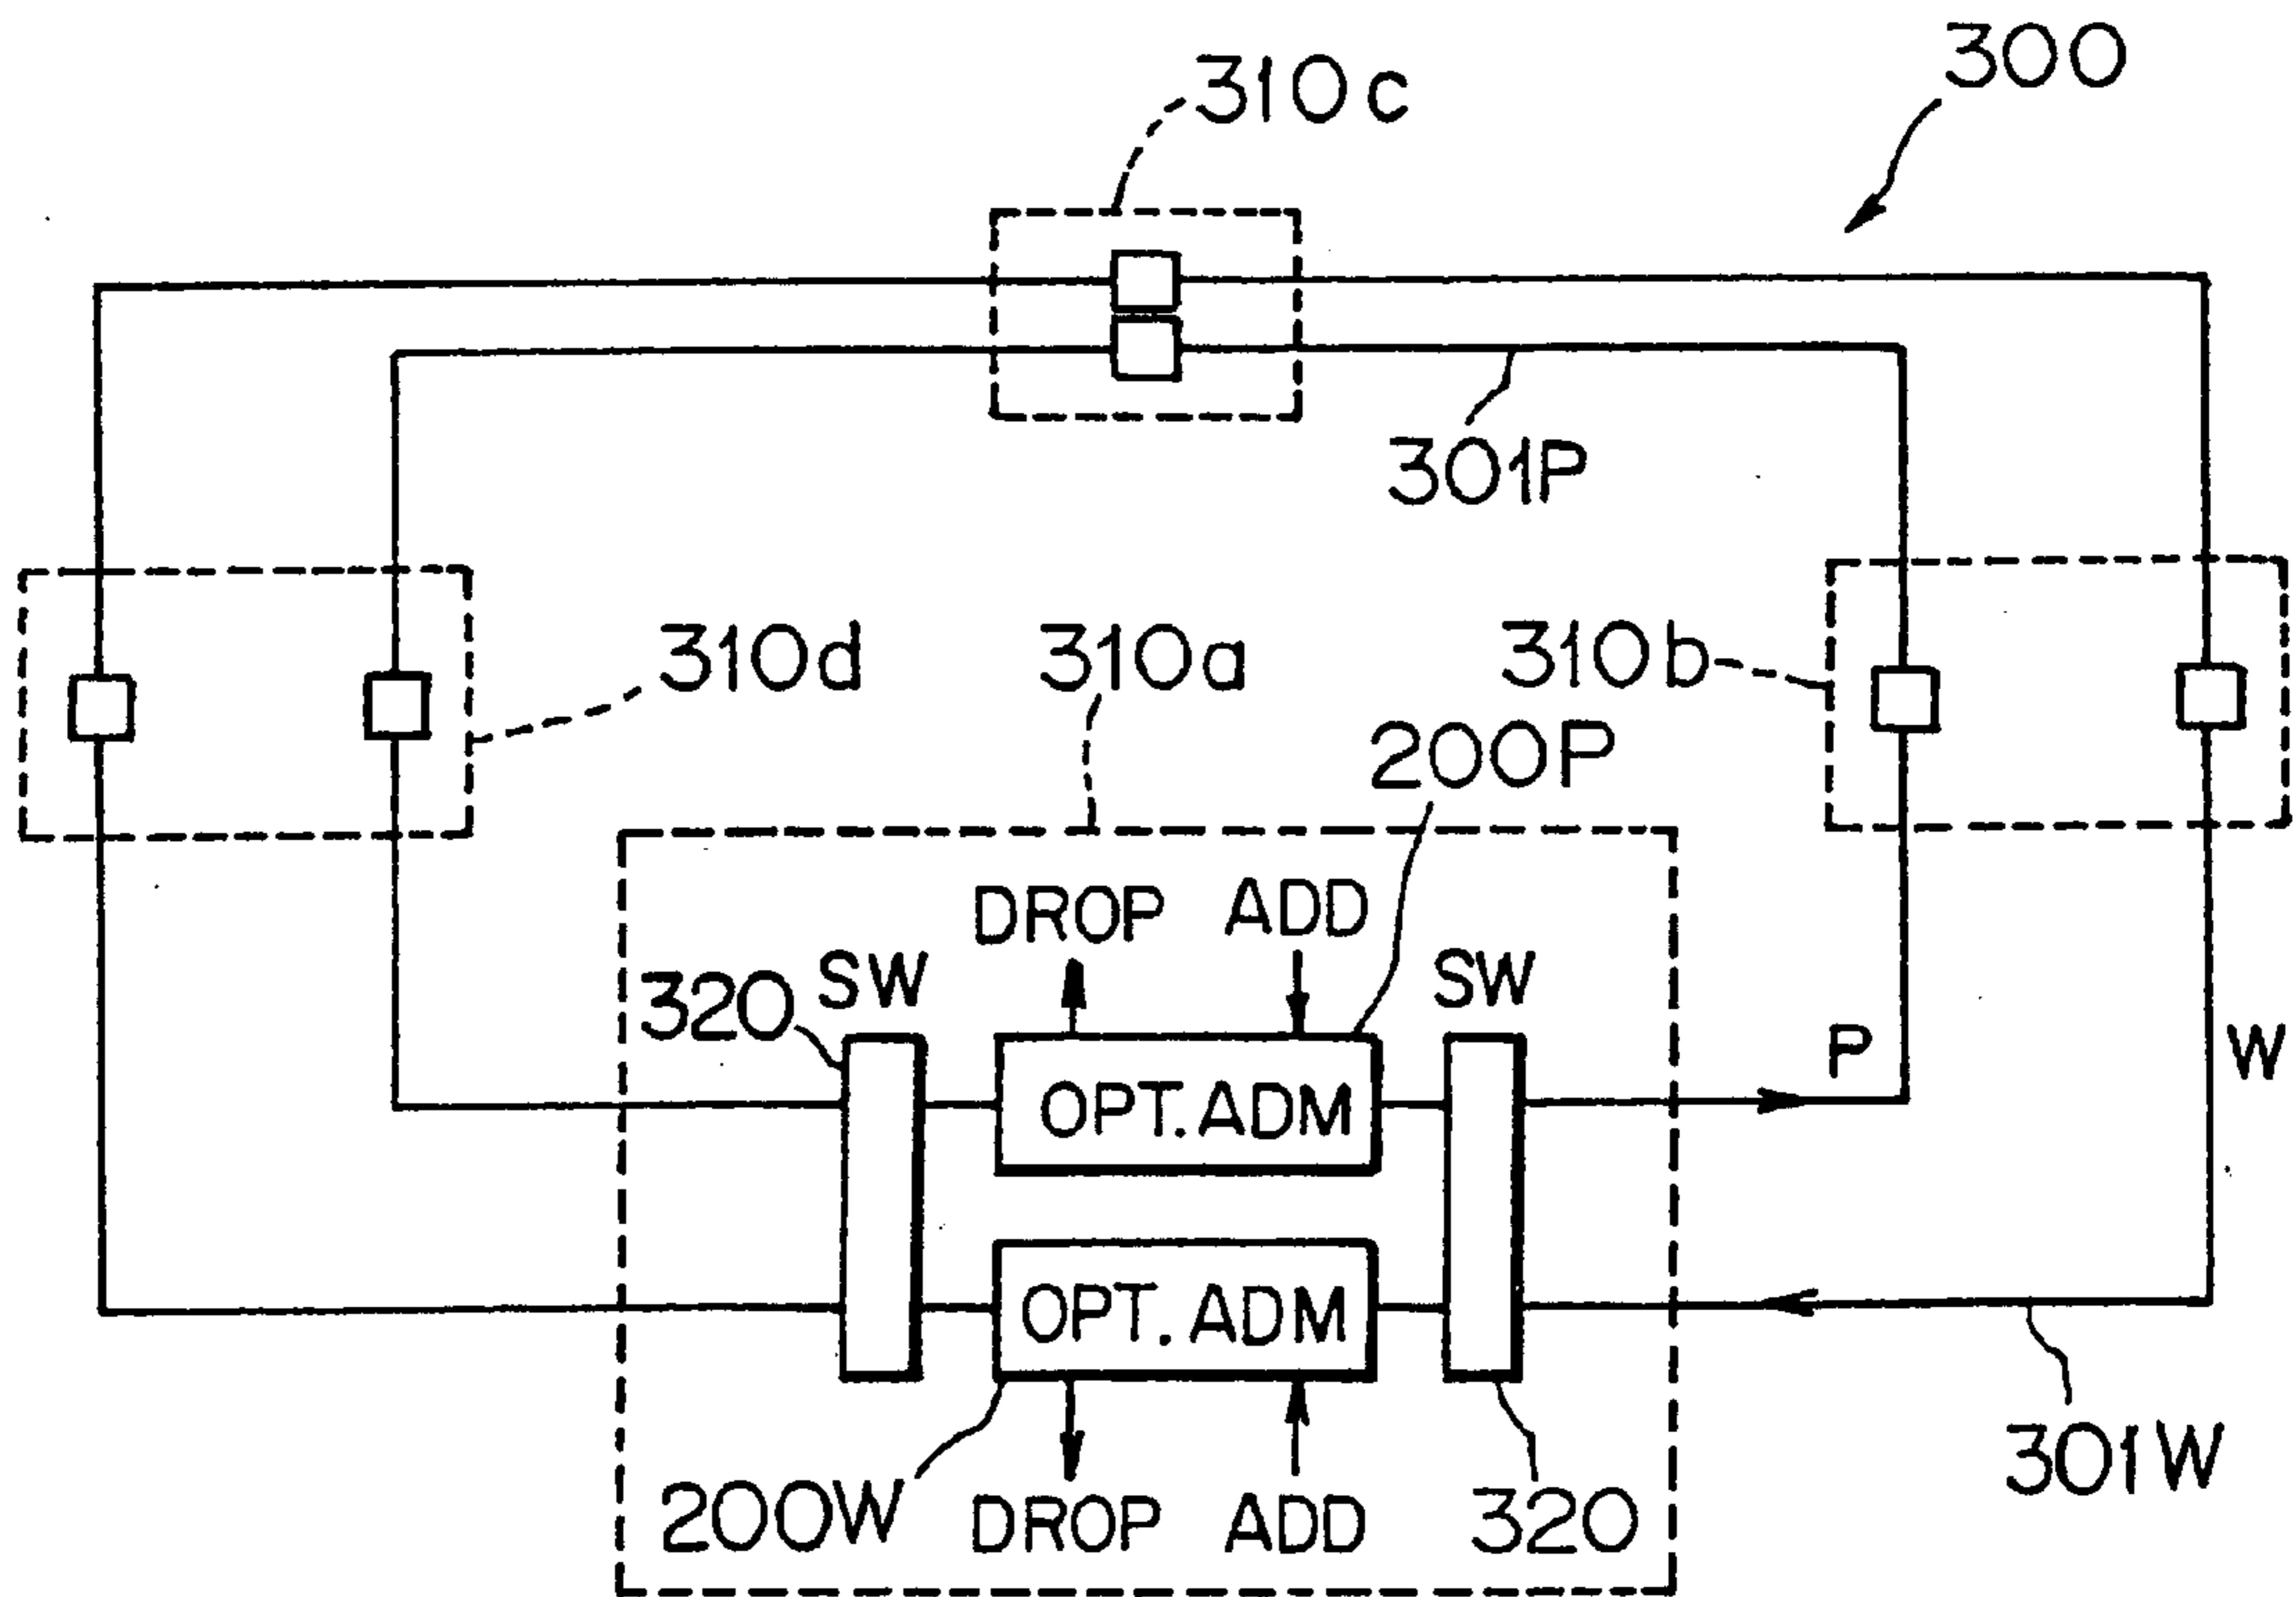 300
310c
301P
310d
310a
310b
200P
DROP ADD
320 SW
SW
P
W
OPT. ADM
OPT. ADM
301W
200W DROP ADD 320